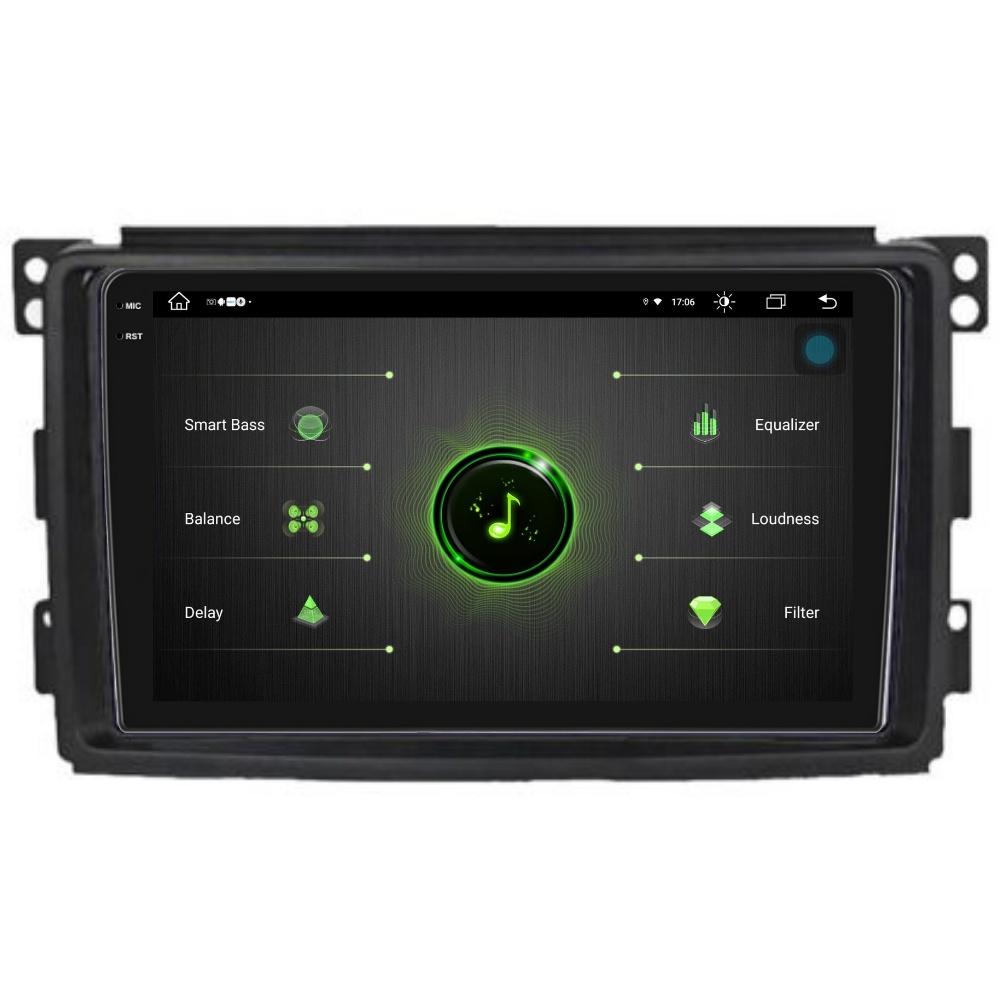 MIC
17:06
RST
Smart Bass
Equalizer
Balance
Loudness
Delay
Filter